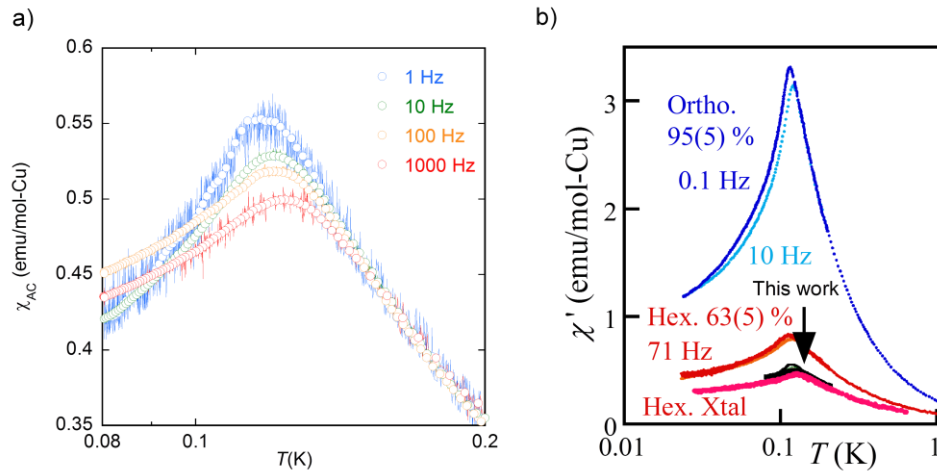 a)
0.6
0.55
0.5
0.45
0.4
0.35
χAC (emu/mol-Cu)
0.08
0.1
0.2
T(K)
1 Hz
10 Hz
100 Hz
1000 Hz
b)
3
2
1
0
χ' (emu/mol-Cu)
Ortho.
95(5) %
0.1 Hz
10 Hz
This work
Hex. 63(5) %
71 Hz
Hex. Xtal
0.01
0.1
1
T (K)